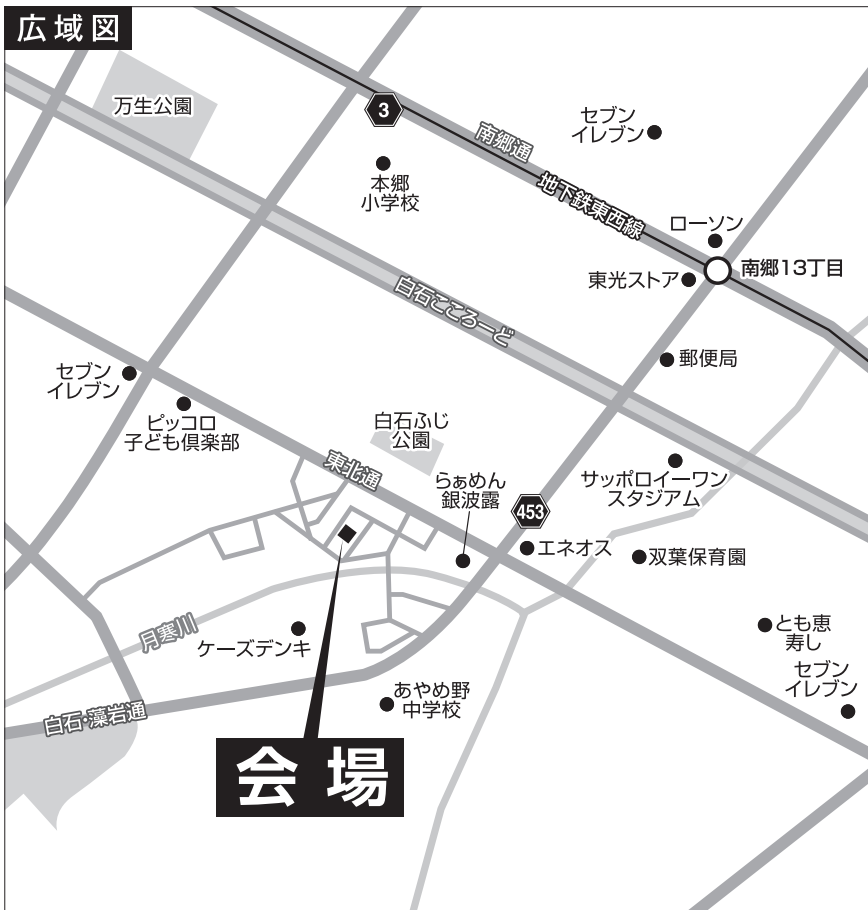 広域図
万生公園
3
南郷通
セブン
イレブン
本郷
小学校
地下鉄東西線
ローソン
南郷13丁目
東光ストア
白石こころーど
郵便局
セブン
イレブン
ピッコロ
子ども倶楽部
白石ふじ
公園
東北通
らぁめん
銀波露
サッポロイーワン
スタジアム
453
エネオス
双葉保育園
月寒川
ケーズデンキ
とも恵
寿し
セブン
イレブン
あやめ野
中学校
白石・藻岩通
会場